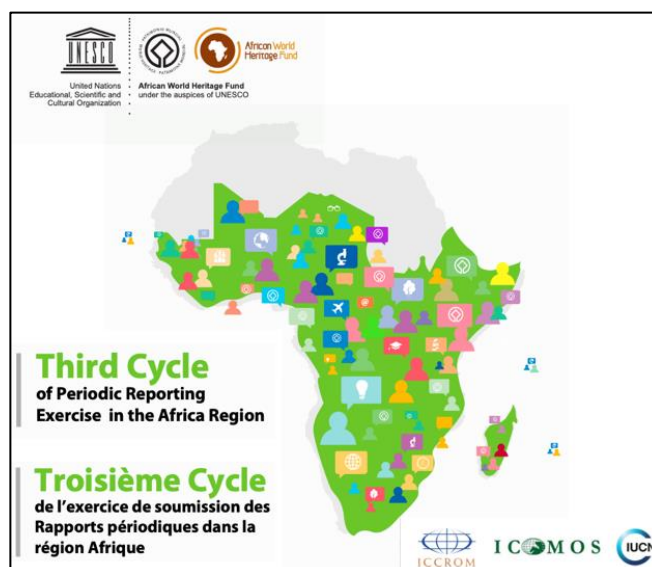 UNESCO
United Nations
Educational, Scientific and
Cultural Organization
African World Heritage Fund
under the auspices of UNESCO
African World
Heritage Fund
Third Cycle
of Periodic Reporting
Exercise in the Africa Region
Troisième Cycle
de l’exercice de soumission des
Rapports périodiques dans la
région Afrique
ICCROM
ICOMOS
IUCN